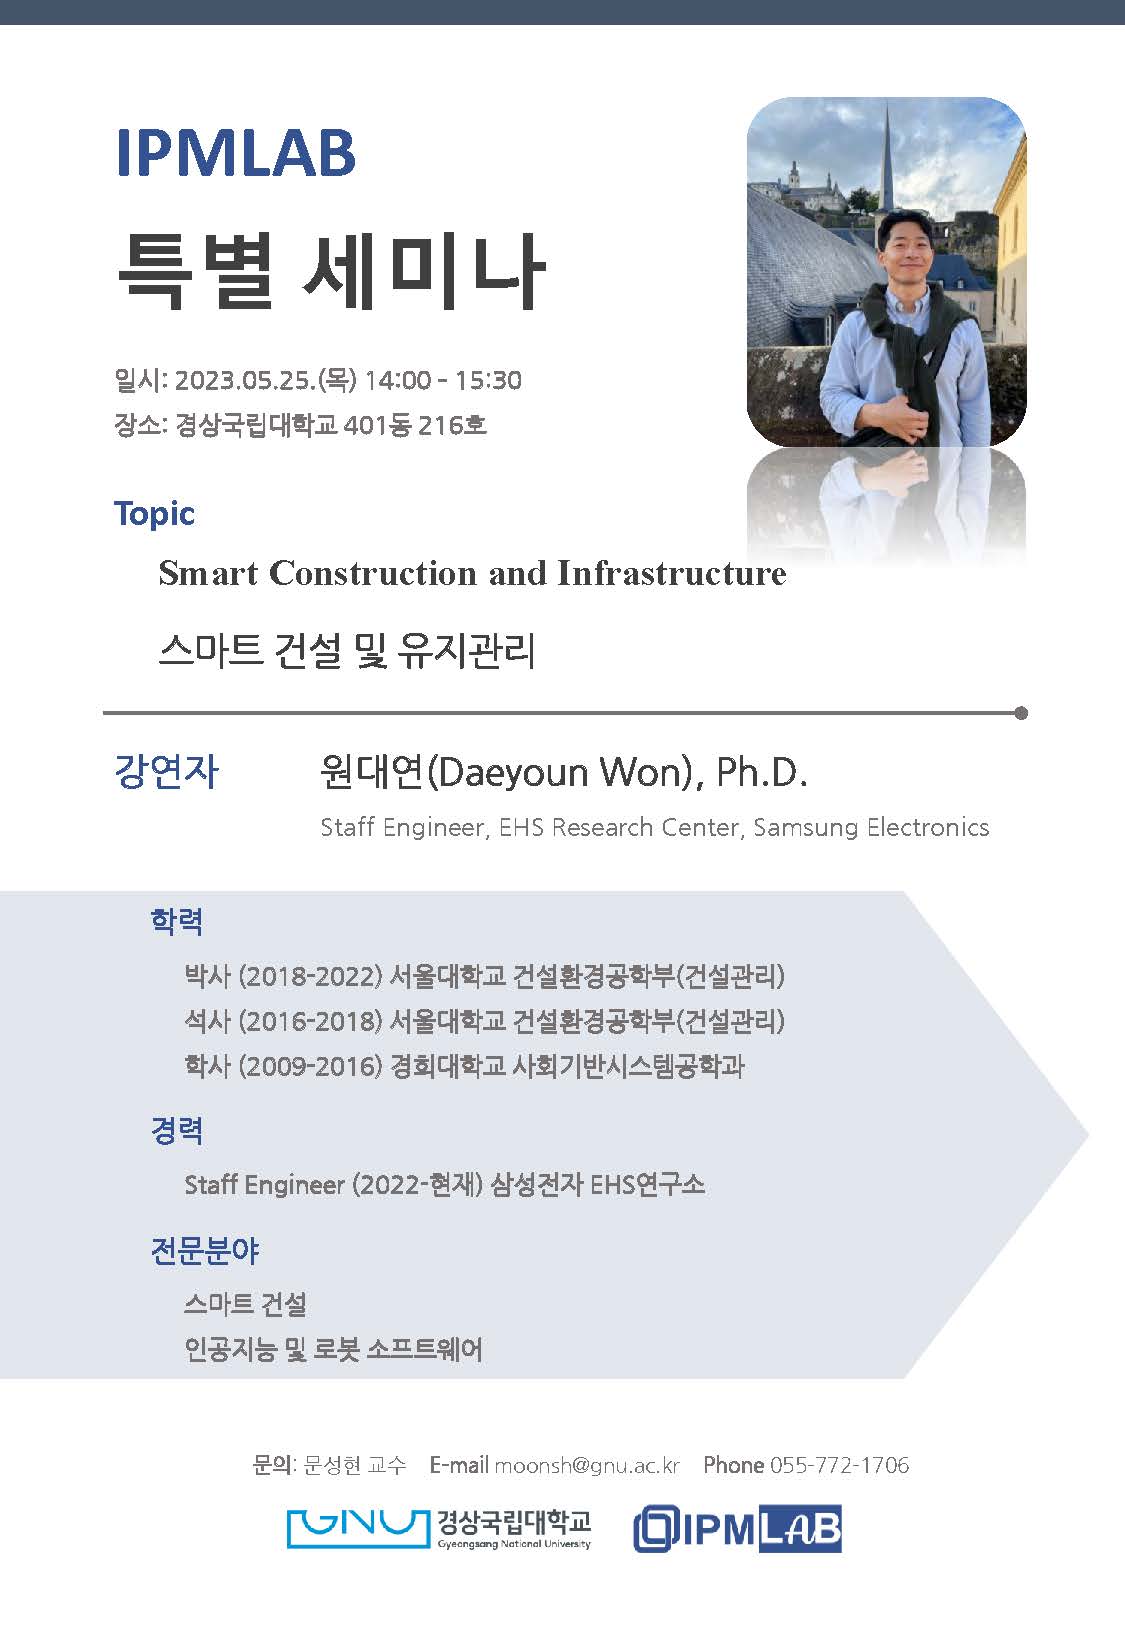 IPMLAB
특별 세미나
일시: 2023.05.25.(목) 14:00 - 15:30
장소: 경상국립대학교 401동 216호
Topic
Smart Construction and Infrastructure
스마트 건설 및 유지관리
강연자 원대연(Daeyoun Won), Ph.D.
Staff Engineer, EHS Research Center, Samsung Electronics
학력
박사 (2018-2022) 서울대학교 건설환경공학부(건설관리)
석사 (2016-2018) 서울대학교 건설환경공학부(건설관리)
학사 (2009-2016) 경희대학교 사회기반시스템공학과
경력
Staff Engineer (2022-현재) 삼성전자 EHS연구소
전문분야
스마트 건설
인공지능 및 로봇 소프트웨어
문의: 문성현 교수 E-mail moonsh@gnu.ac.kr Phone 055-772-1706
GNU 경상국립대학교
Gyeongsang National University
IPMLAB